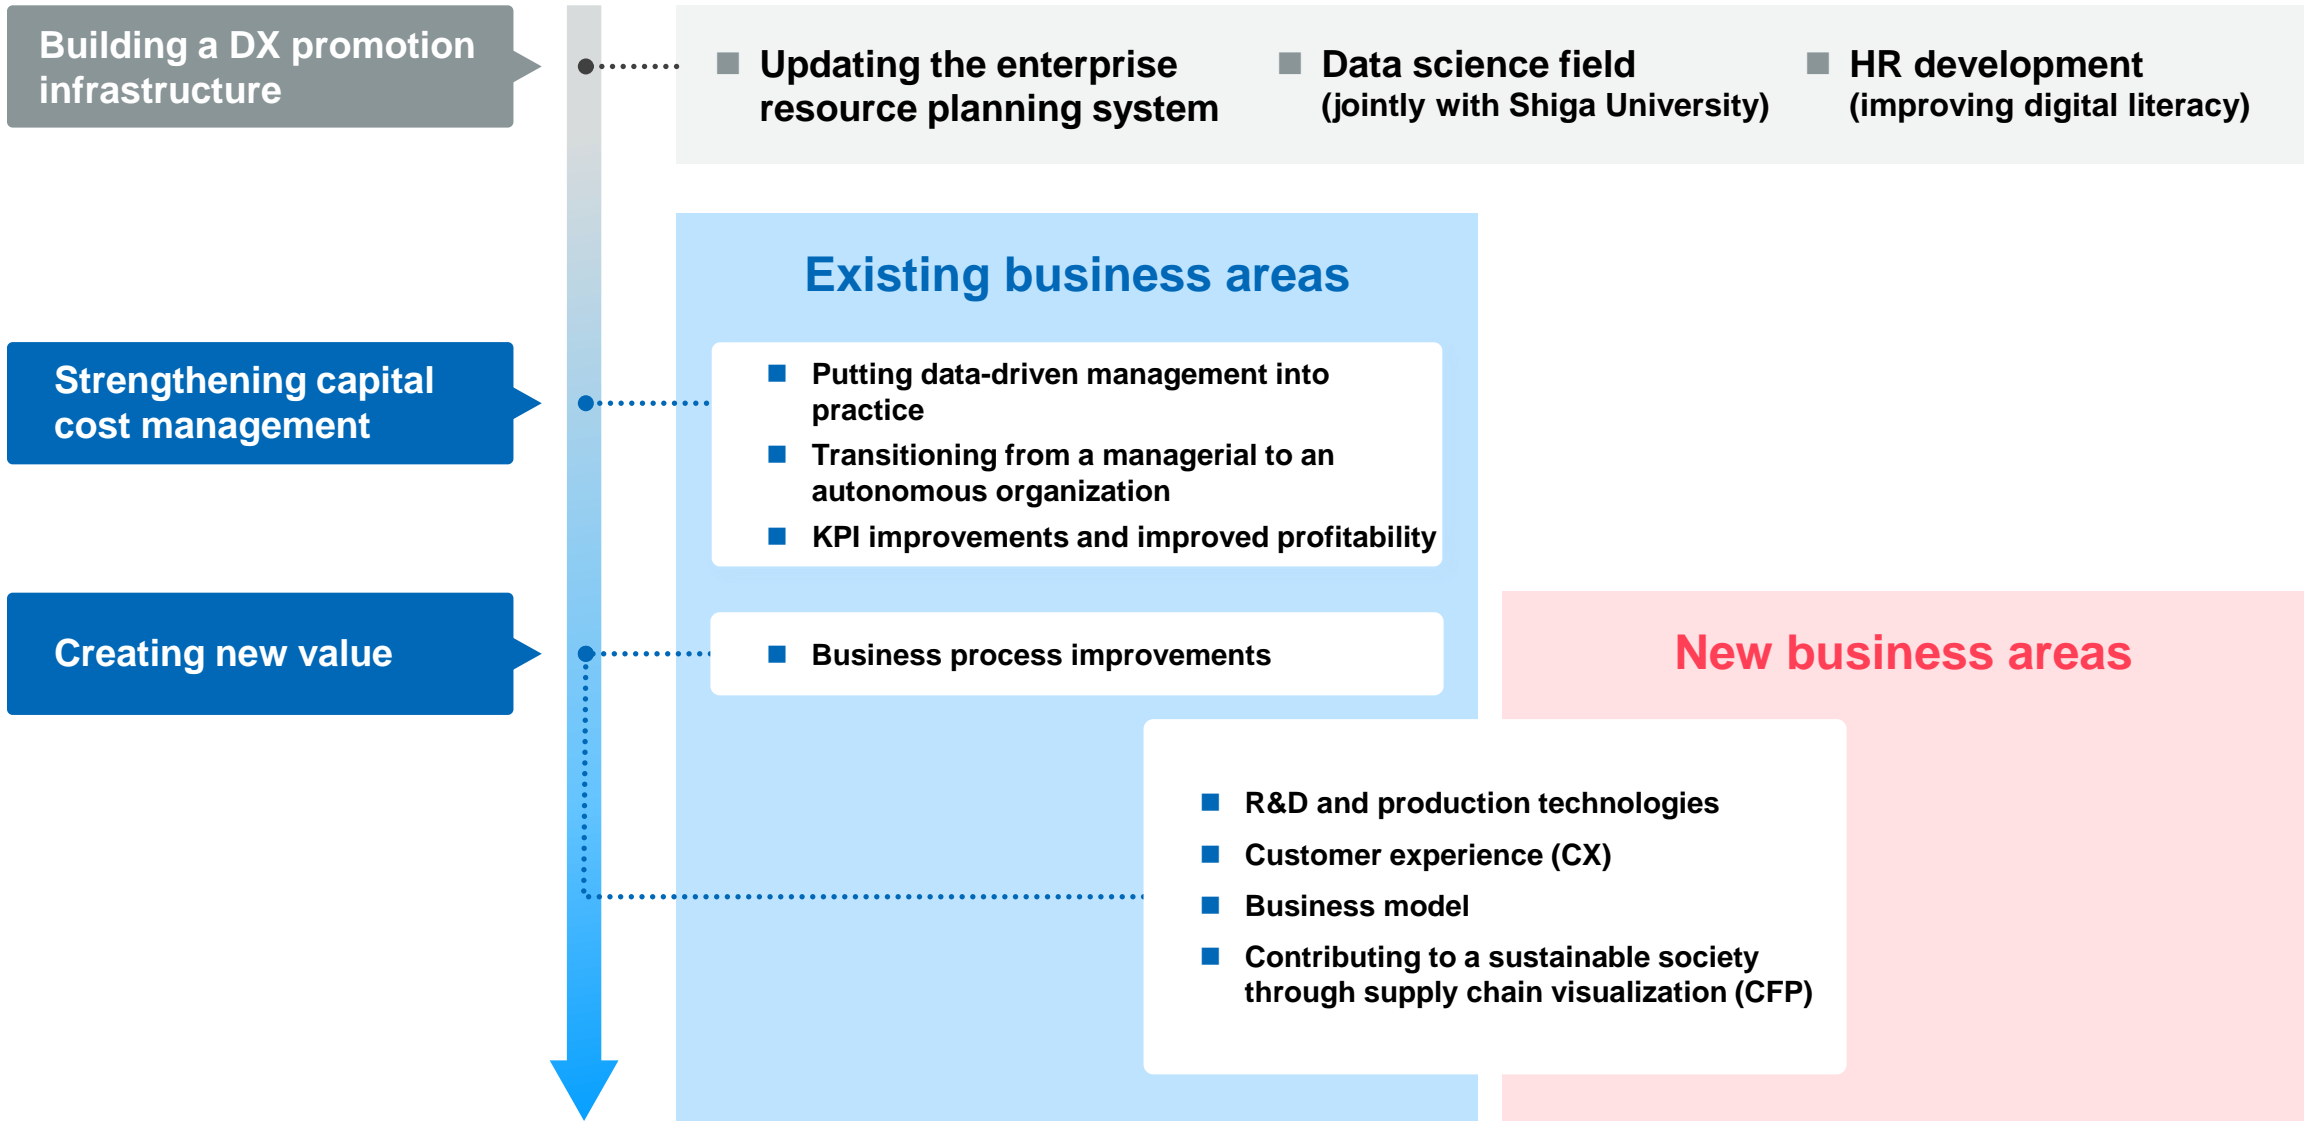 Building a DX promotion
infrastructure
■ Updating the enterprise
resource planning system
■ Data science field
(jointly with Shiga University)
■ HR development
(improving digital literacy)
Existing business areas
Strengthening capital
cost management
■ Putting data-driven management into
practice
■ Transitioning from a managerial to an
autonomous organization
■ KPI improvements and improved profitability
Creating new value
■ Business process improvements
New business areas
■ R&D and production technologies
■ Customer experience (CX)
■ Business model
■ Contributing to a sustainable society
through supply chain visualization (CFP)